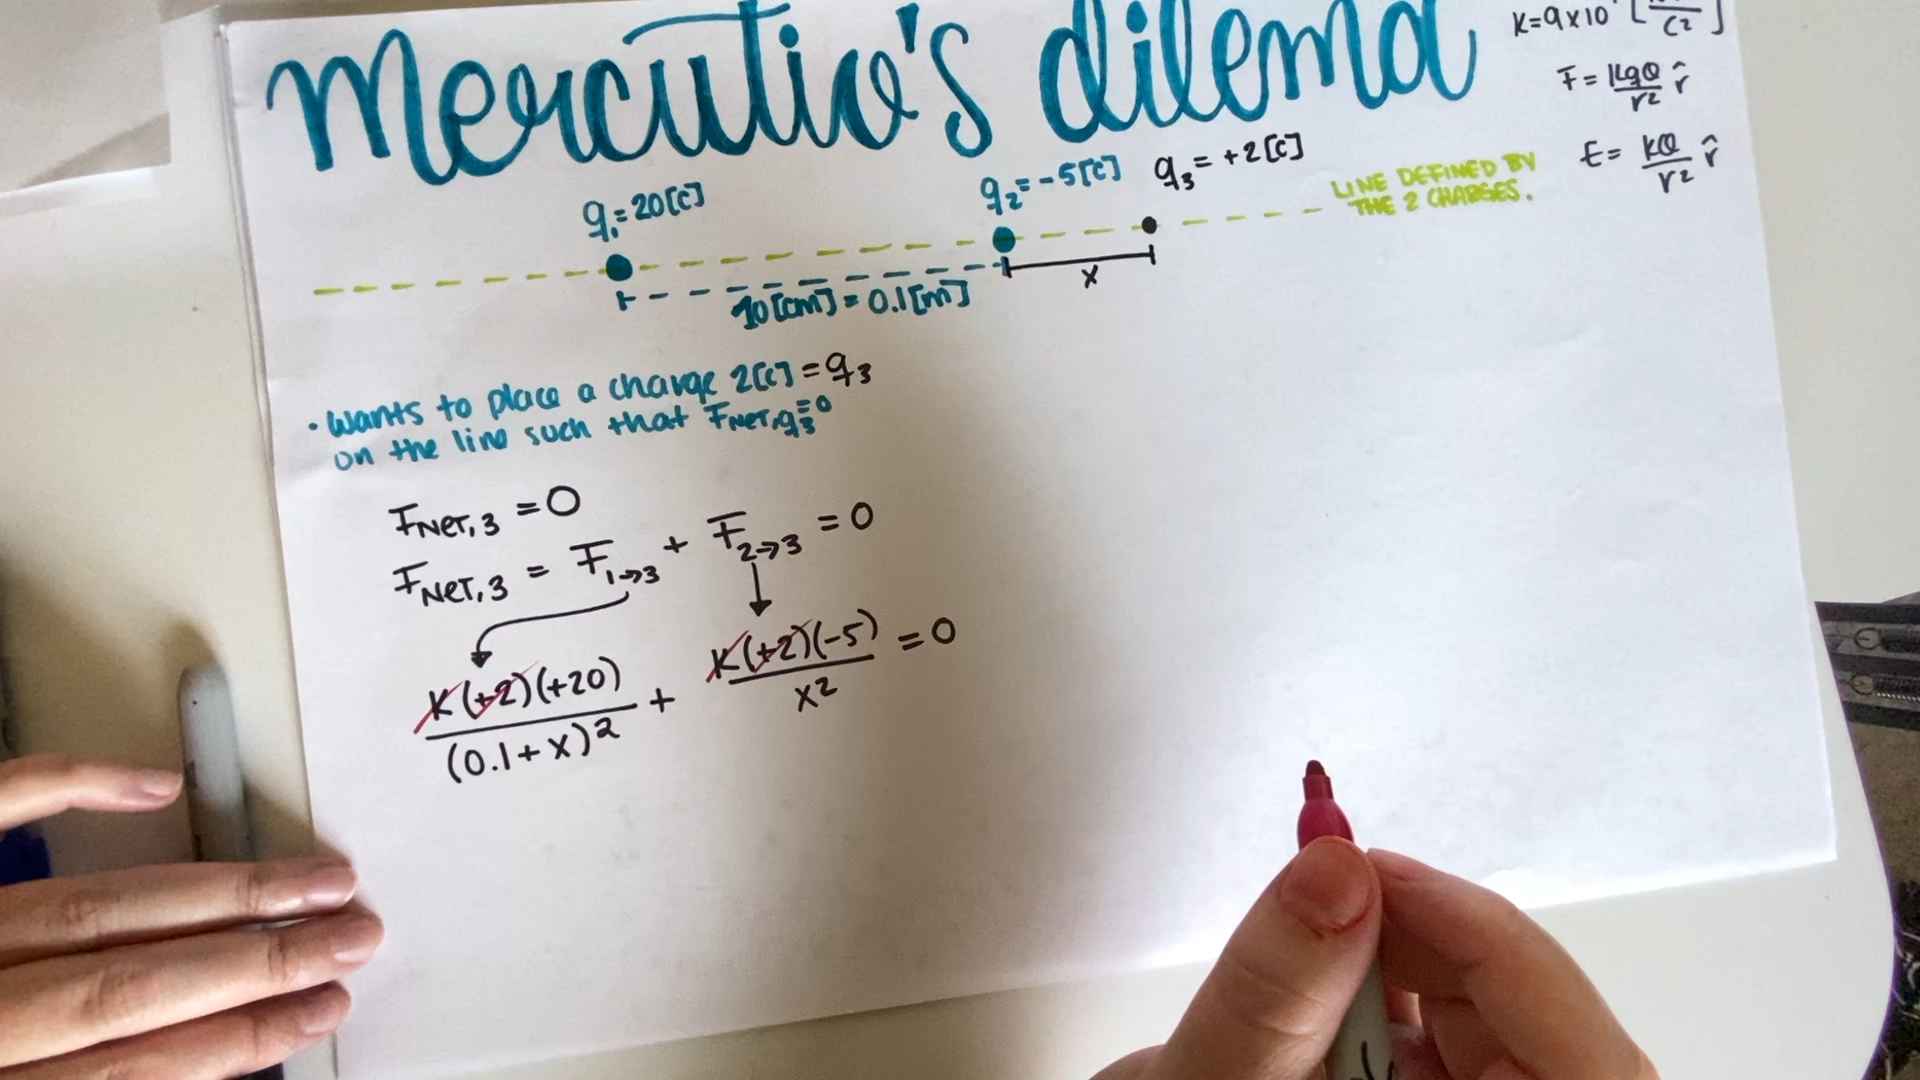 Mercutio's dilema
K=9x10
F = KqQ/r² r̂
E = kQ/r² r̂
q₁=20[C]
q₂=-5[C]
q₃=+2[C]
LINE DEFINED BY
THE 2 CHARGES.
10[cm]=0.1[m]
x
• Wants to place a charge 2[C]=q₃
on the line such that F_NET,q₃=0
F_NET,3 = 0
F_NET,3 = F_1→3 + F_2→3 = 0
K(+2)(+20)/(0.1+x)² + K(+2)(-5)/x² = 0